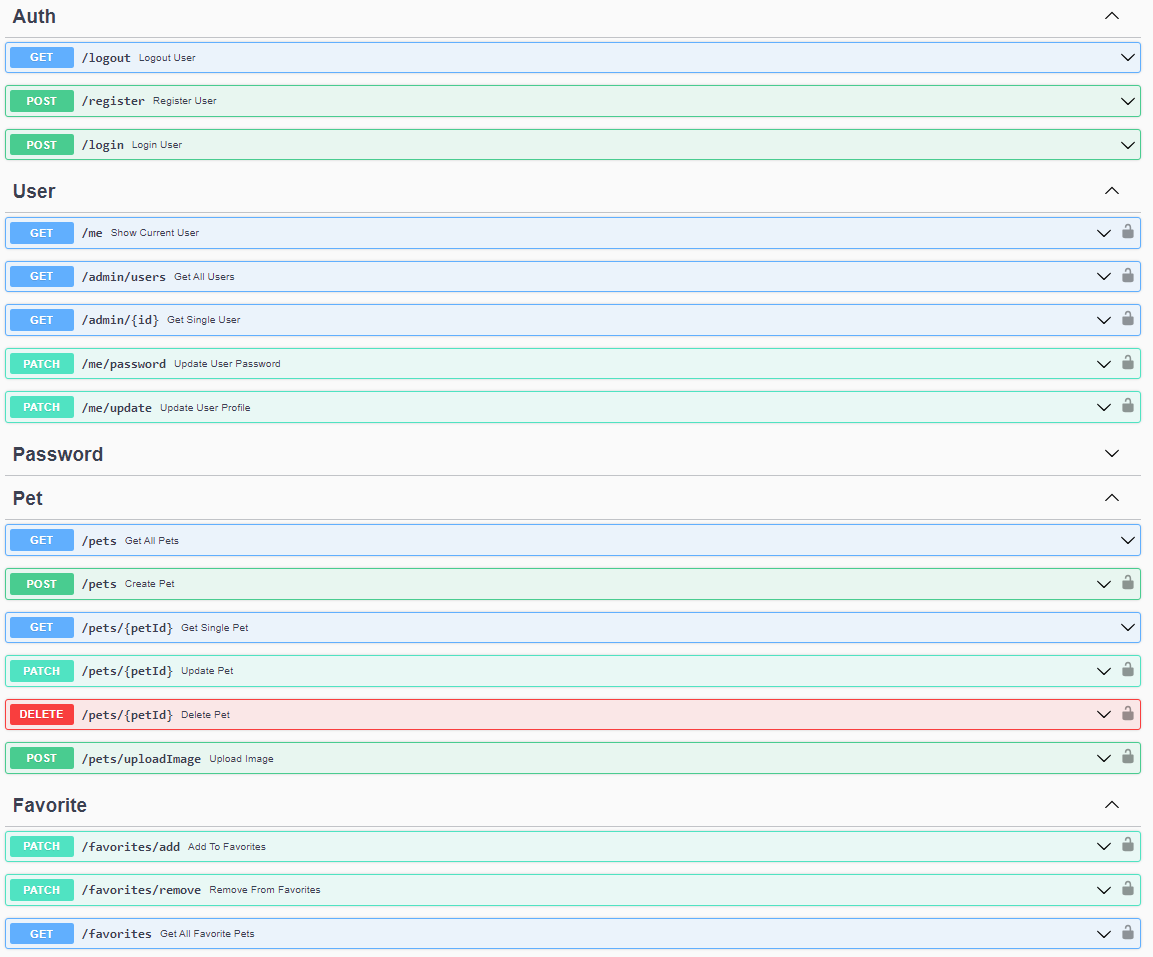 Auth
GET /logout Logout User
POST /register Register User
POST /login Login User
User
GET /me Show Current User
GET /admin/users Get All Users
GET /admin/{id} Get Single User
PATCH /me/password Update User Password
PATCH /me/update Update User Profile
Password
Pet
GET /pets Get All Pets
POST /pets Create Pet
GET /pets/{petId} Get Single Pet
PATCH /pets/{petId} Update Pet
DELETE /pets/{petId} Delete Pet
POST /pets/uploadImage Upload Image
Favorite
PATCH /favorites/add Add To Favorites
PATCH /favorites/remove Remove From Favorites
GET /favorites Get All Favorite Pets